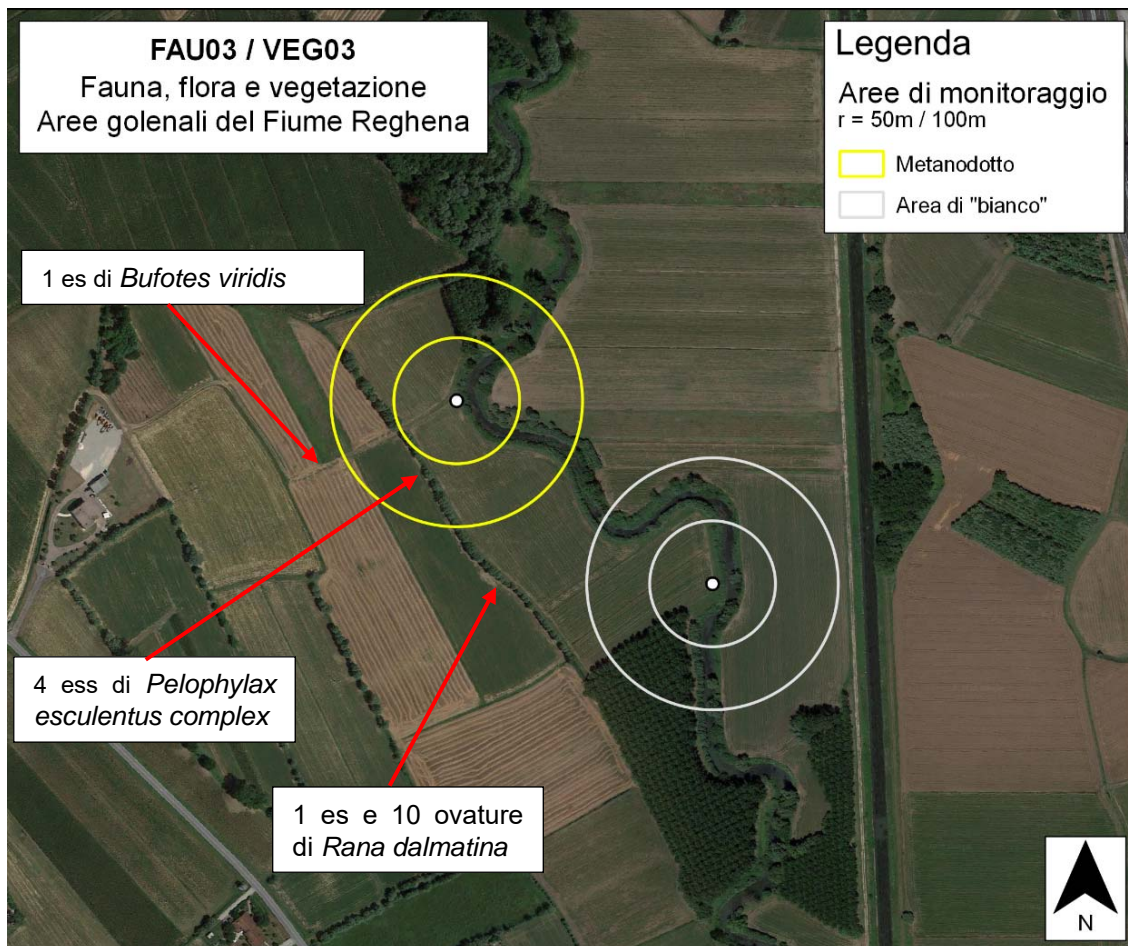 FAU03 / VEG03
Fauna, flora e vegetazione
Aree golenali del Fiume Reghena
Legenda
Aree di monitoraggio
r = 50m / 100m
Metanodotto
Area di "bianco"
1 es di Bufotes viridis
4 ess di Pelophylax
esculentus complex
1 es e 10 ovature
di Rana dalmatina
N